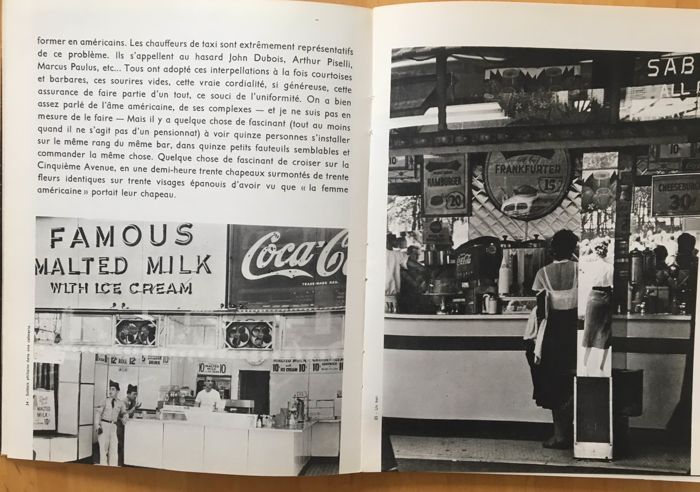 former en américains. Les chauffeurs de taxi sont extrêmement représentatifs
de ce problème. Ils s'appellent au hasard John Dubois, Arthur Piselli,
Marcus Paulus, etc... Tous ont adopté ces interpellations à la fois courtoises
et barbares, ces sourires vides, cette vraie cordialité, si généreuse, cette
assurance de faire partie d'un tout, ce souci de l'uniformité. On a bien
assez parlé de l'âme américaine, de ses complexes — et je ne suis pas en
mesure de le faire — Mais il y a quelque chose de fascinant (tout au moins
quand il ne s'agit pas d'un pensionnat) à voir quinze personnes s'installer
sur le même rang du même bar, dans quinze petits fauteuils semblables et
commander la même chose. Quelque chose de fascinant de croiser sur la
Cinquième Avenue, en une demi-heure trente chapeaux surmontés de trente
fleurs identiques sur trente visages épanouis d'avoir vu que « la femme
américaine » portait leur chapeau.
FAMOUS
MALTED MILK
WITH ICE CREAM
Coca-C
TRADE-MARK REG.
MALTED
MILK
SAB
ALL
FRANKFURTER
15¢
HAMBURGER
20
CHEESEBU
30¢
Coca-Cola